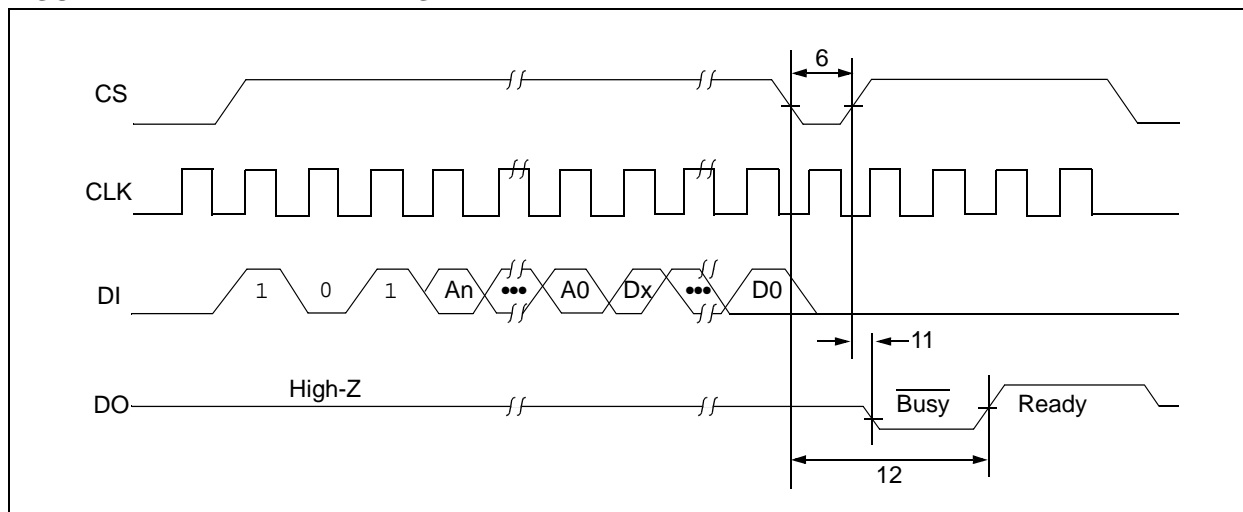 6
CS
CLK
DI 1 0 1 An ••• A0 Dx ••• D0
11
High-Z
DO Busy Ready
12